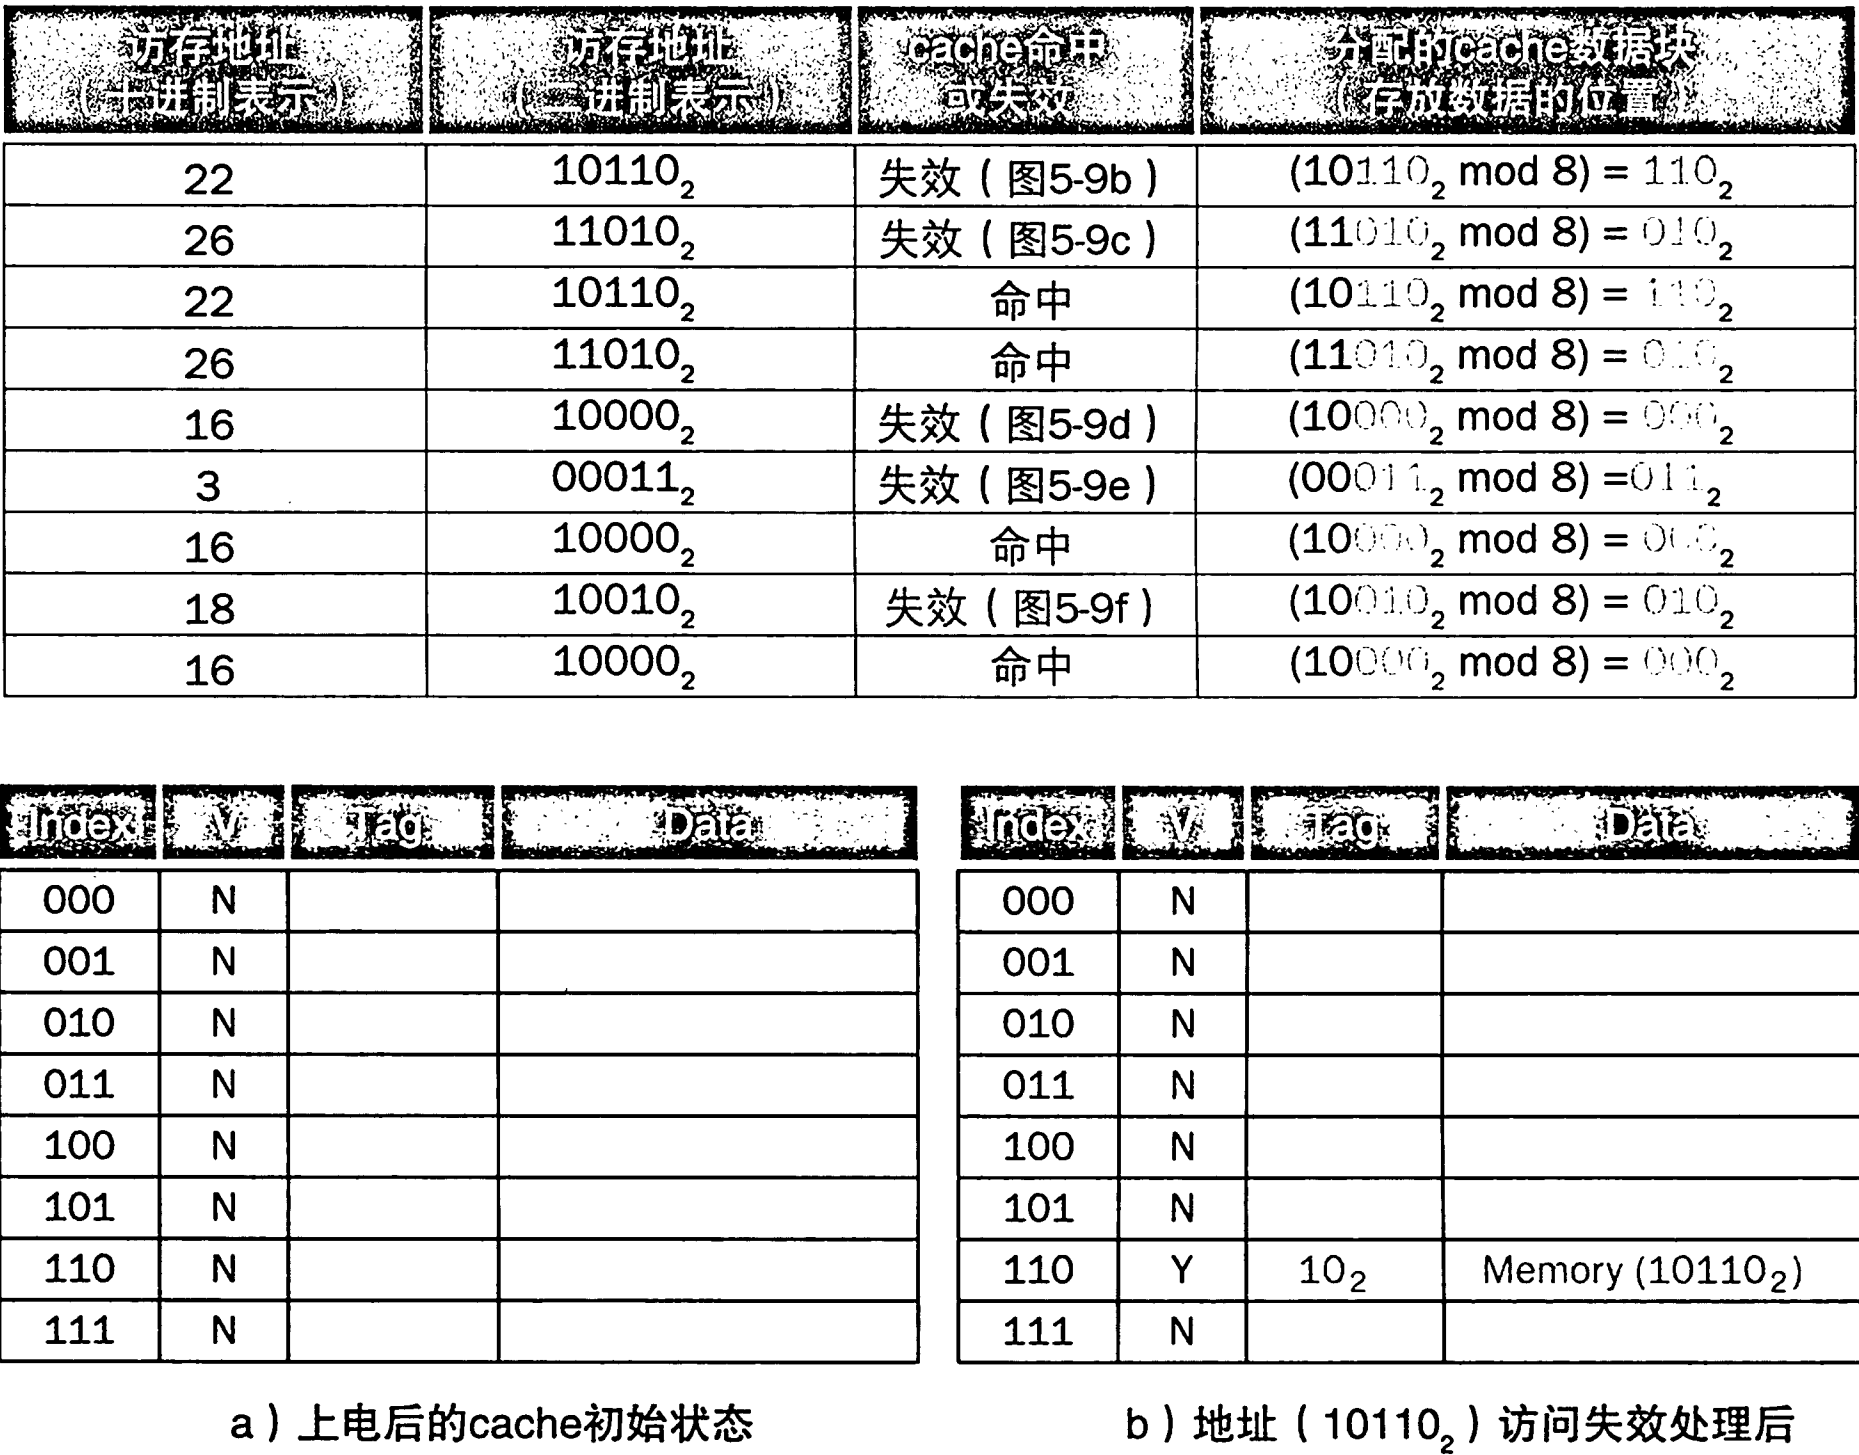 访存地址（十进制表示） 访存地址（二进制表示） cache命中或失效 分配的cache数据块（存放数据的位置）
22 10110₂ 失效（图5-9b） (10110₂ mod 8) = 110₂
26 11010₂ 失效（图5-9c） (11010₂ mod 8) = 010₂
22 10110₂ 命中 (10110₂ mod 8) = 110₂
26 11010₂ 命中 (11010₂ mod 8) = 010₂
16 10000₂ 失效（图5-9d） (10000₂ mod 8) = 000₂
3 00011₂ 失效（图5-9e） (00011₂ mod 8) =011₂
16 10000₂ 命中 (10000₂ mod 8) = 000₂
18 10010₂ 失效（图5-9f） (10010₂ mod 8) = 010₂
16 10000₂ 命中 (10000₂ mod 8) = 000₂
Index V Tag Data
000 N
001 N
010 N
011 N
100 N
101 N
110 N
111 N
a）上电后的cache初始状态
Index V Tag Data
000 N
001 N
010 N
011 N
100 N
101 N
110 Y 10₂ Memory (10110₂)
111 N
b）地址（10110₂）访问失效处理后